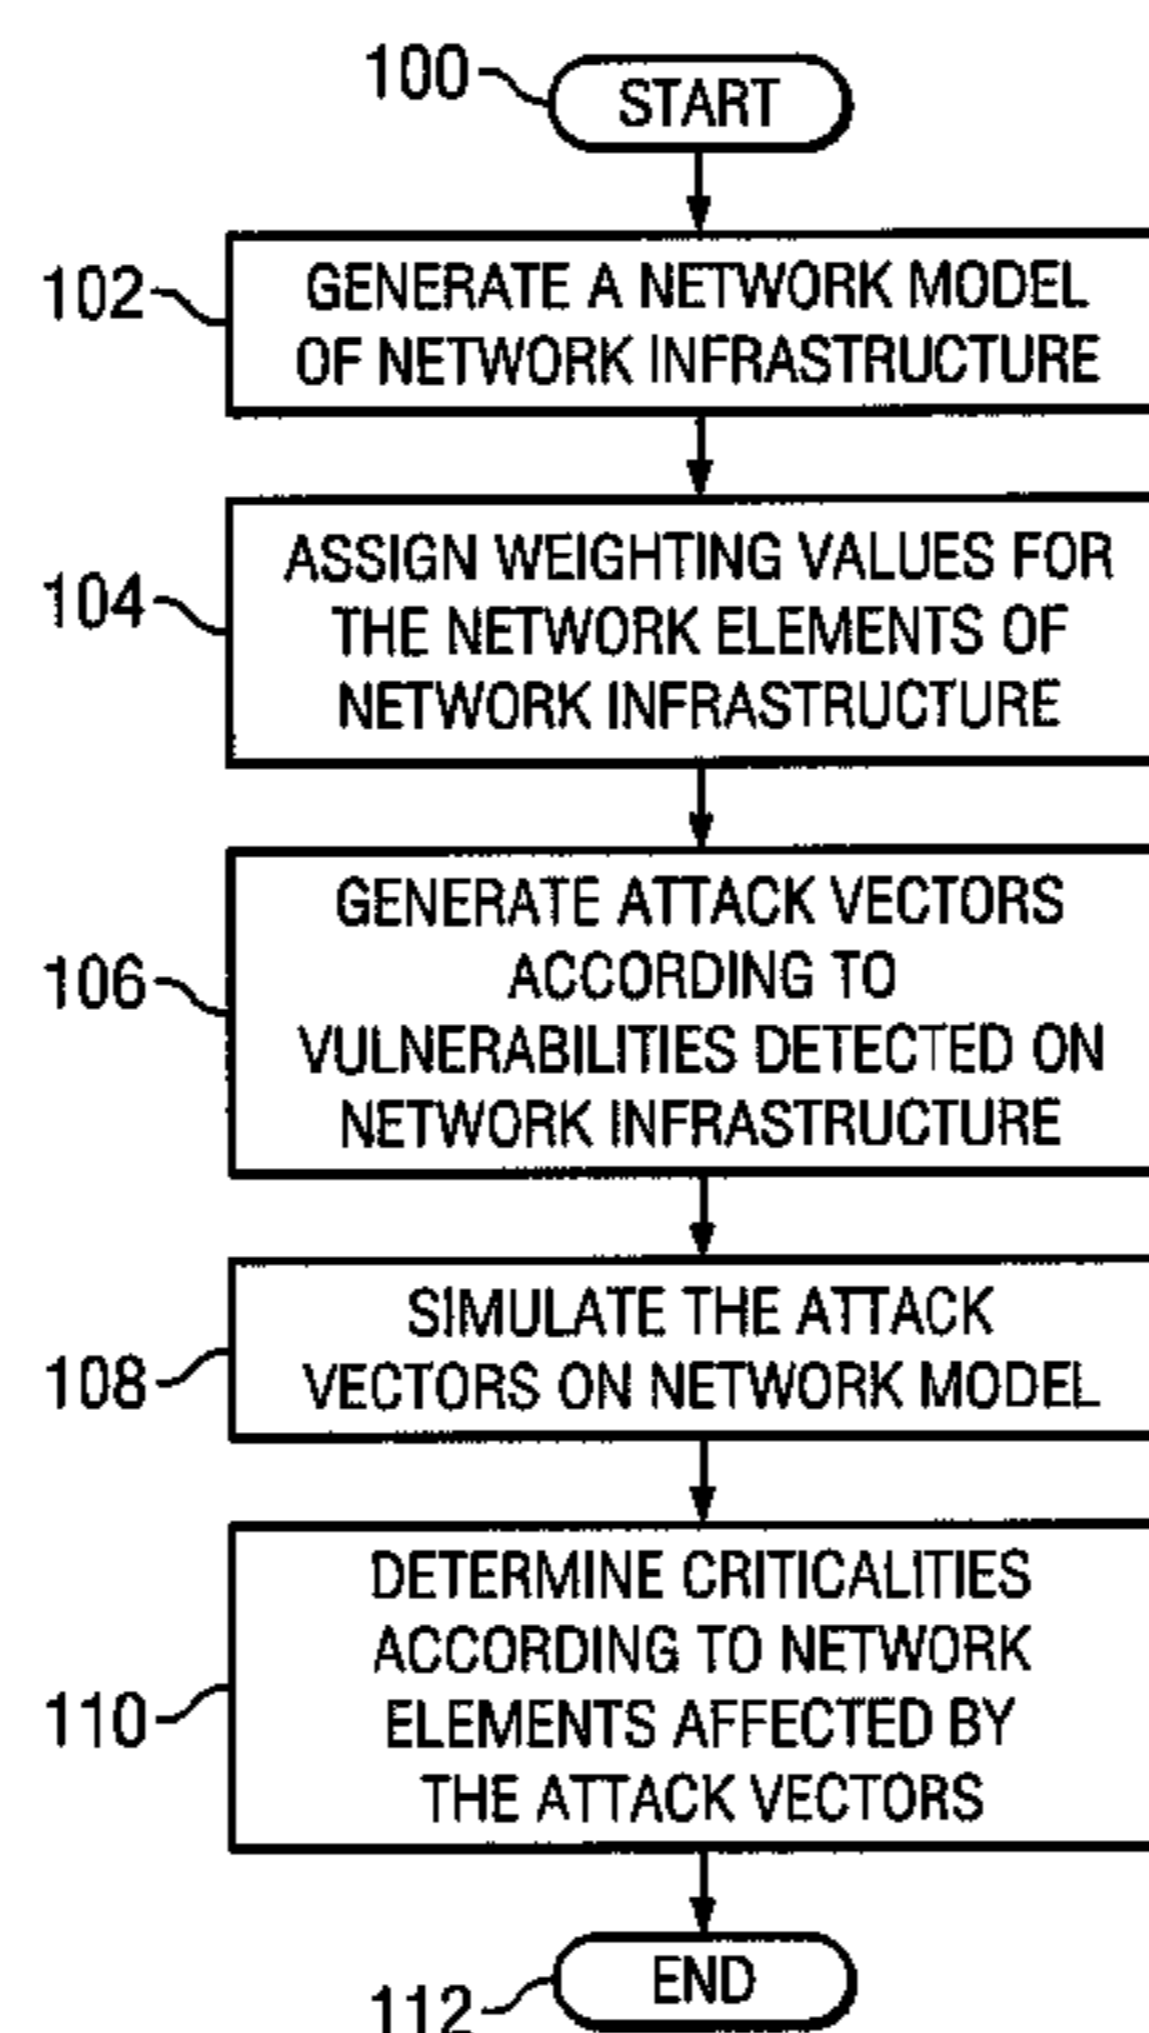 100
START
102
GENERATE A NETWORK MODEL
OF NETWORK INFRASTRUCTURE
104
ASSIGN WEIGHTING VALUES FOR
THE NETWORK ELEMENTS OF
NETWORK INFRASTRUCTURE
106
GENERATE ATTACK VECTORS
ACCORDING TO
VULNERABILITIES DETECTED ON
NETWORK INFRASTRUCTURE
108
SIMULATE THE ATTACK
VECTORS ON NETWORK MODEL
110
DETERMINE CRITICALITIES
ACCORDING TO NETWORK
ELEMENTS AFFECTED BY
THE ATTACK VECTORS
112
END